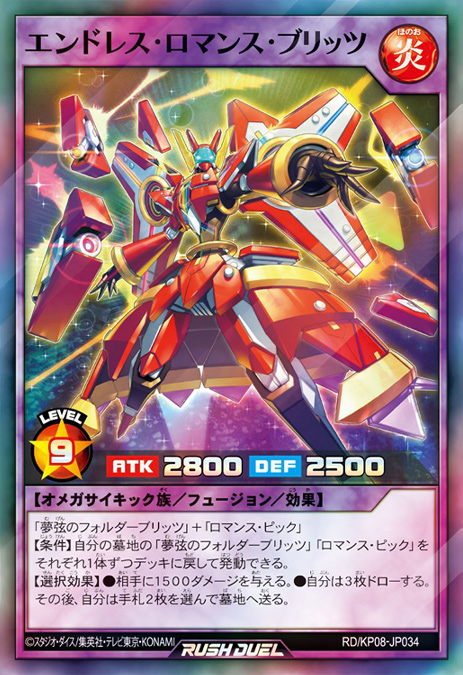 エンドレス・ロマンス・ブリッツ
ほのお
炎
LEVEL
9
ATK 2800 DEF 2500
【オメガサイキック族／フュージョン／効果】
「夢弦のフォルダーブリッツ」+「ロマンス・ピック」
【条件】自分の墓地の「夢弦のフォルダーブリッツ」「ロマンス・ピック」を
それぞれ1体ずつデッキに戻して発動できる。
【選択効果】●相手に1500ダメージを与える。●自分は3枚ドローする。
その後、自分は手札2枚を選んで墓地へ送る。
©スタジオ・ダイス/集英社・テレビ東京・KONAMI
RUSH DUEL
RD/KP08-JP034